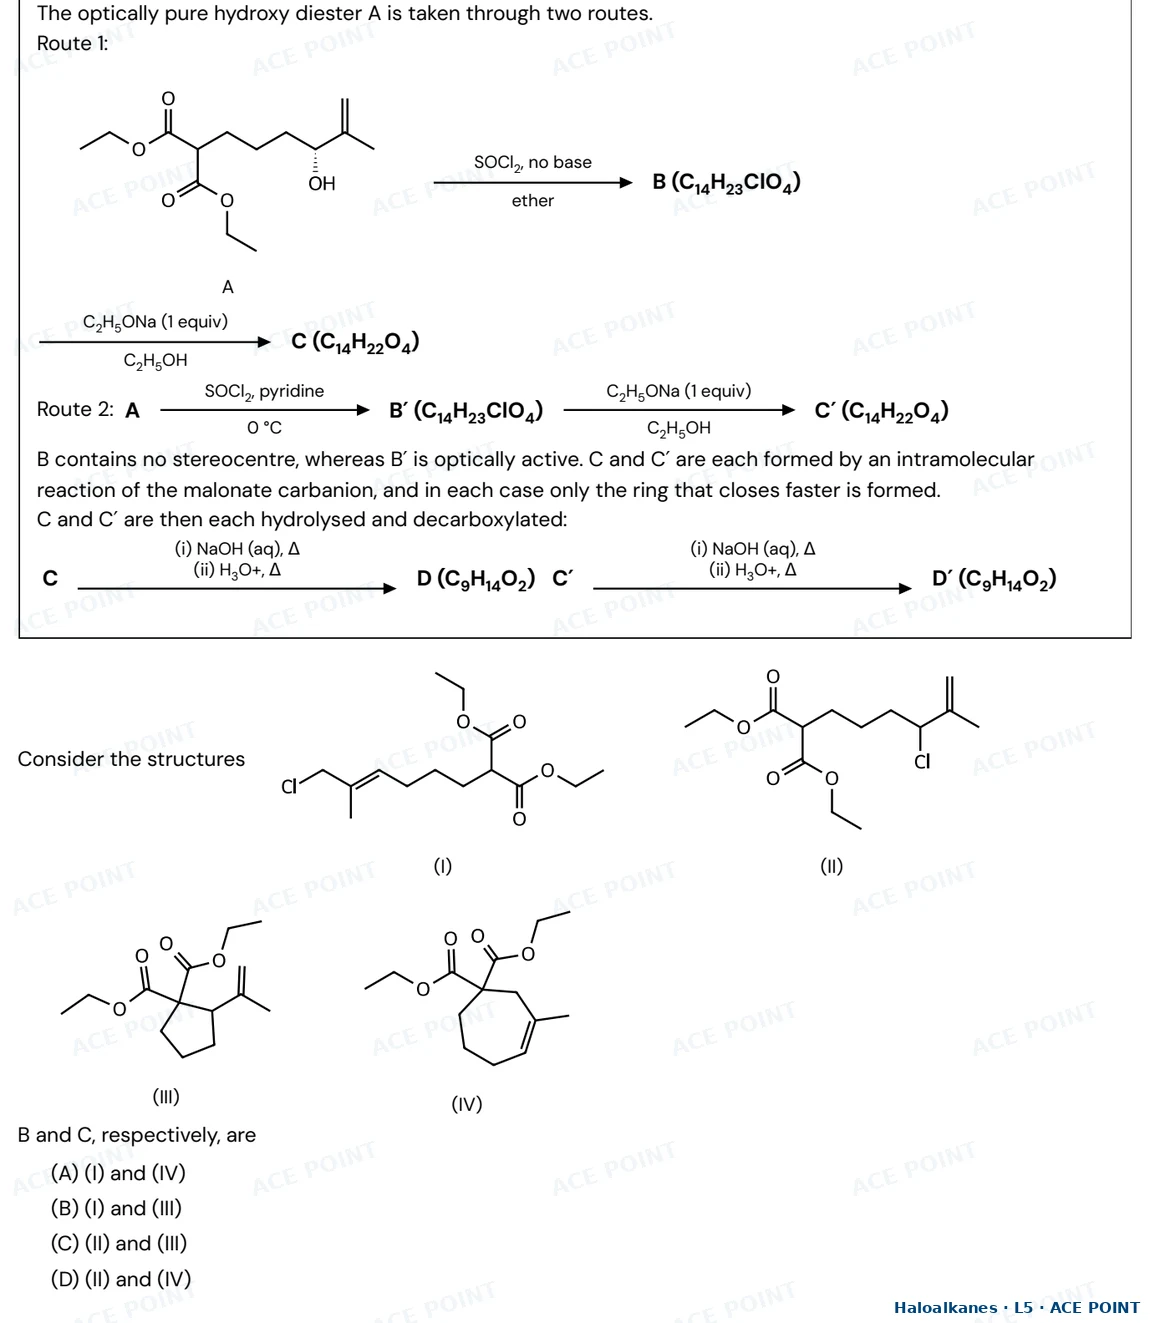 The optically pure hydroxy diester A is taken through two routes.
Route 1:
O
O
O
O
OH
A
SOCl2, no base
ether
B (C14H23ClO4)
C2H5ONa (1 equiv)
C2H5OH
C (C14H22O4)
Route 2: A
SOCl2, pyridine
0 °C
B′ (C14H23ClO4)
C2H5ONa (1 equiv)
C2H5OH
C′ (C14H22O4)
B contains no stereocentre, whereas B′ is optically active. C and C′ are each formed by an intramolecular
reaction of the malonate carbanion, and in each case only the ring that closes faster is formed.
C and C′ are then each hydrolysed and decarboxylated:
C
(i) NaOH (aq), Δ
(ii) H3O+, Δ
D (C9H14O2)
C′
(i) NaOH (aq), Δ
(ii) H3O+, Δ
D′ (C9H14O2)
Consider the structures
Cl
O
O
O
O
(I)
O
O
O
O
Cl
(II)
O
O
O
O
(III)
O
O
O
O
(IV)
B and C, respectively, are
(A) (I) and (IV)
(B) (I) and (III)
(C) (II) and (III)
(D) (II) and (IV)
Haloalkanes · L5 · ACE POINT